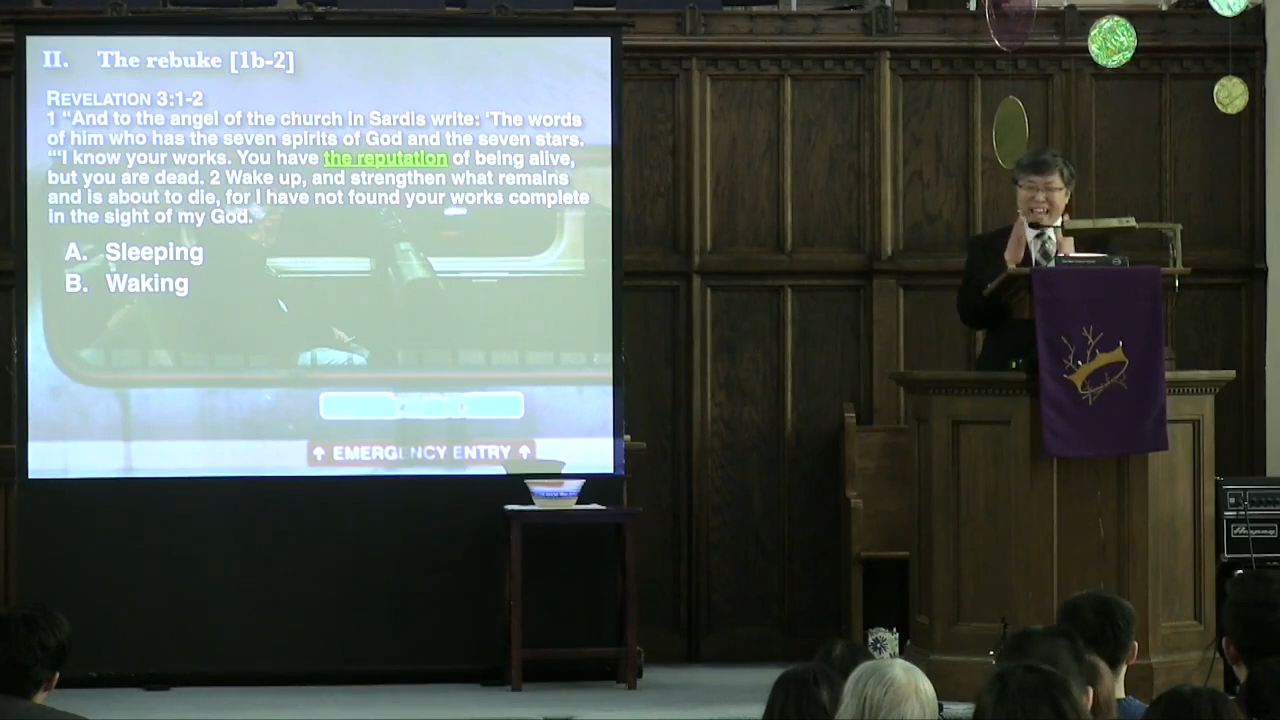 II. The rebuke [1b-2]
REVELATION 3:1-2
1 “And to the angel of the church in Sardis write: ‘The words
of him who has the seven spirits of God and the seven stars.
“‘I know your works. You have the reputation of being alive,
but you are dead. 2 Wake up, and strengthen what remains
and is about to die, for I have not found your works complete
in the sight of my God.
A. Sleeping
B. Waking
↑ EMERGENCY ENTRY ↑